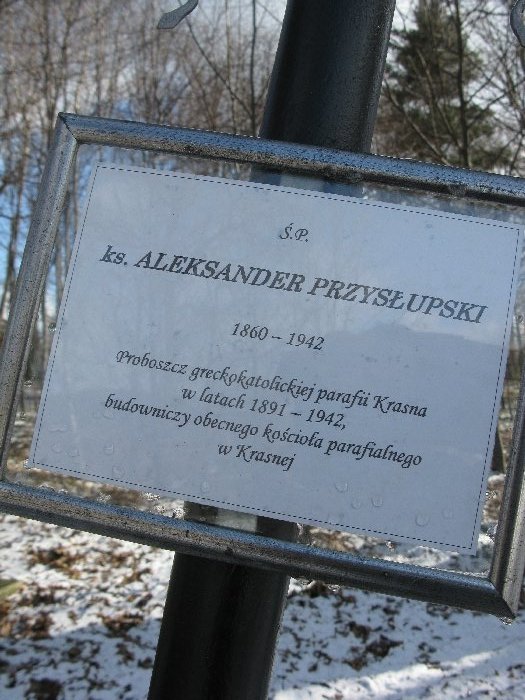 Ś.P.
ks. ALEKSANDER PRZYSŁUPSKI
1860 – 1942
Proboszcz greckokatolickiej parafii Krasna
w latach 1891 – 1942,
budowniczy obecnego kościoła parafialnego
w Krasnej